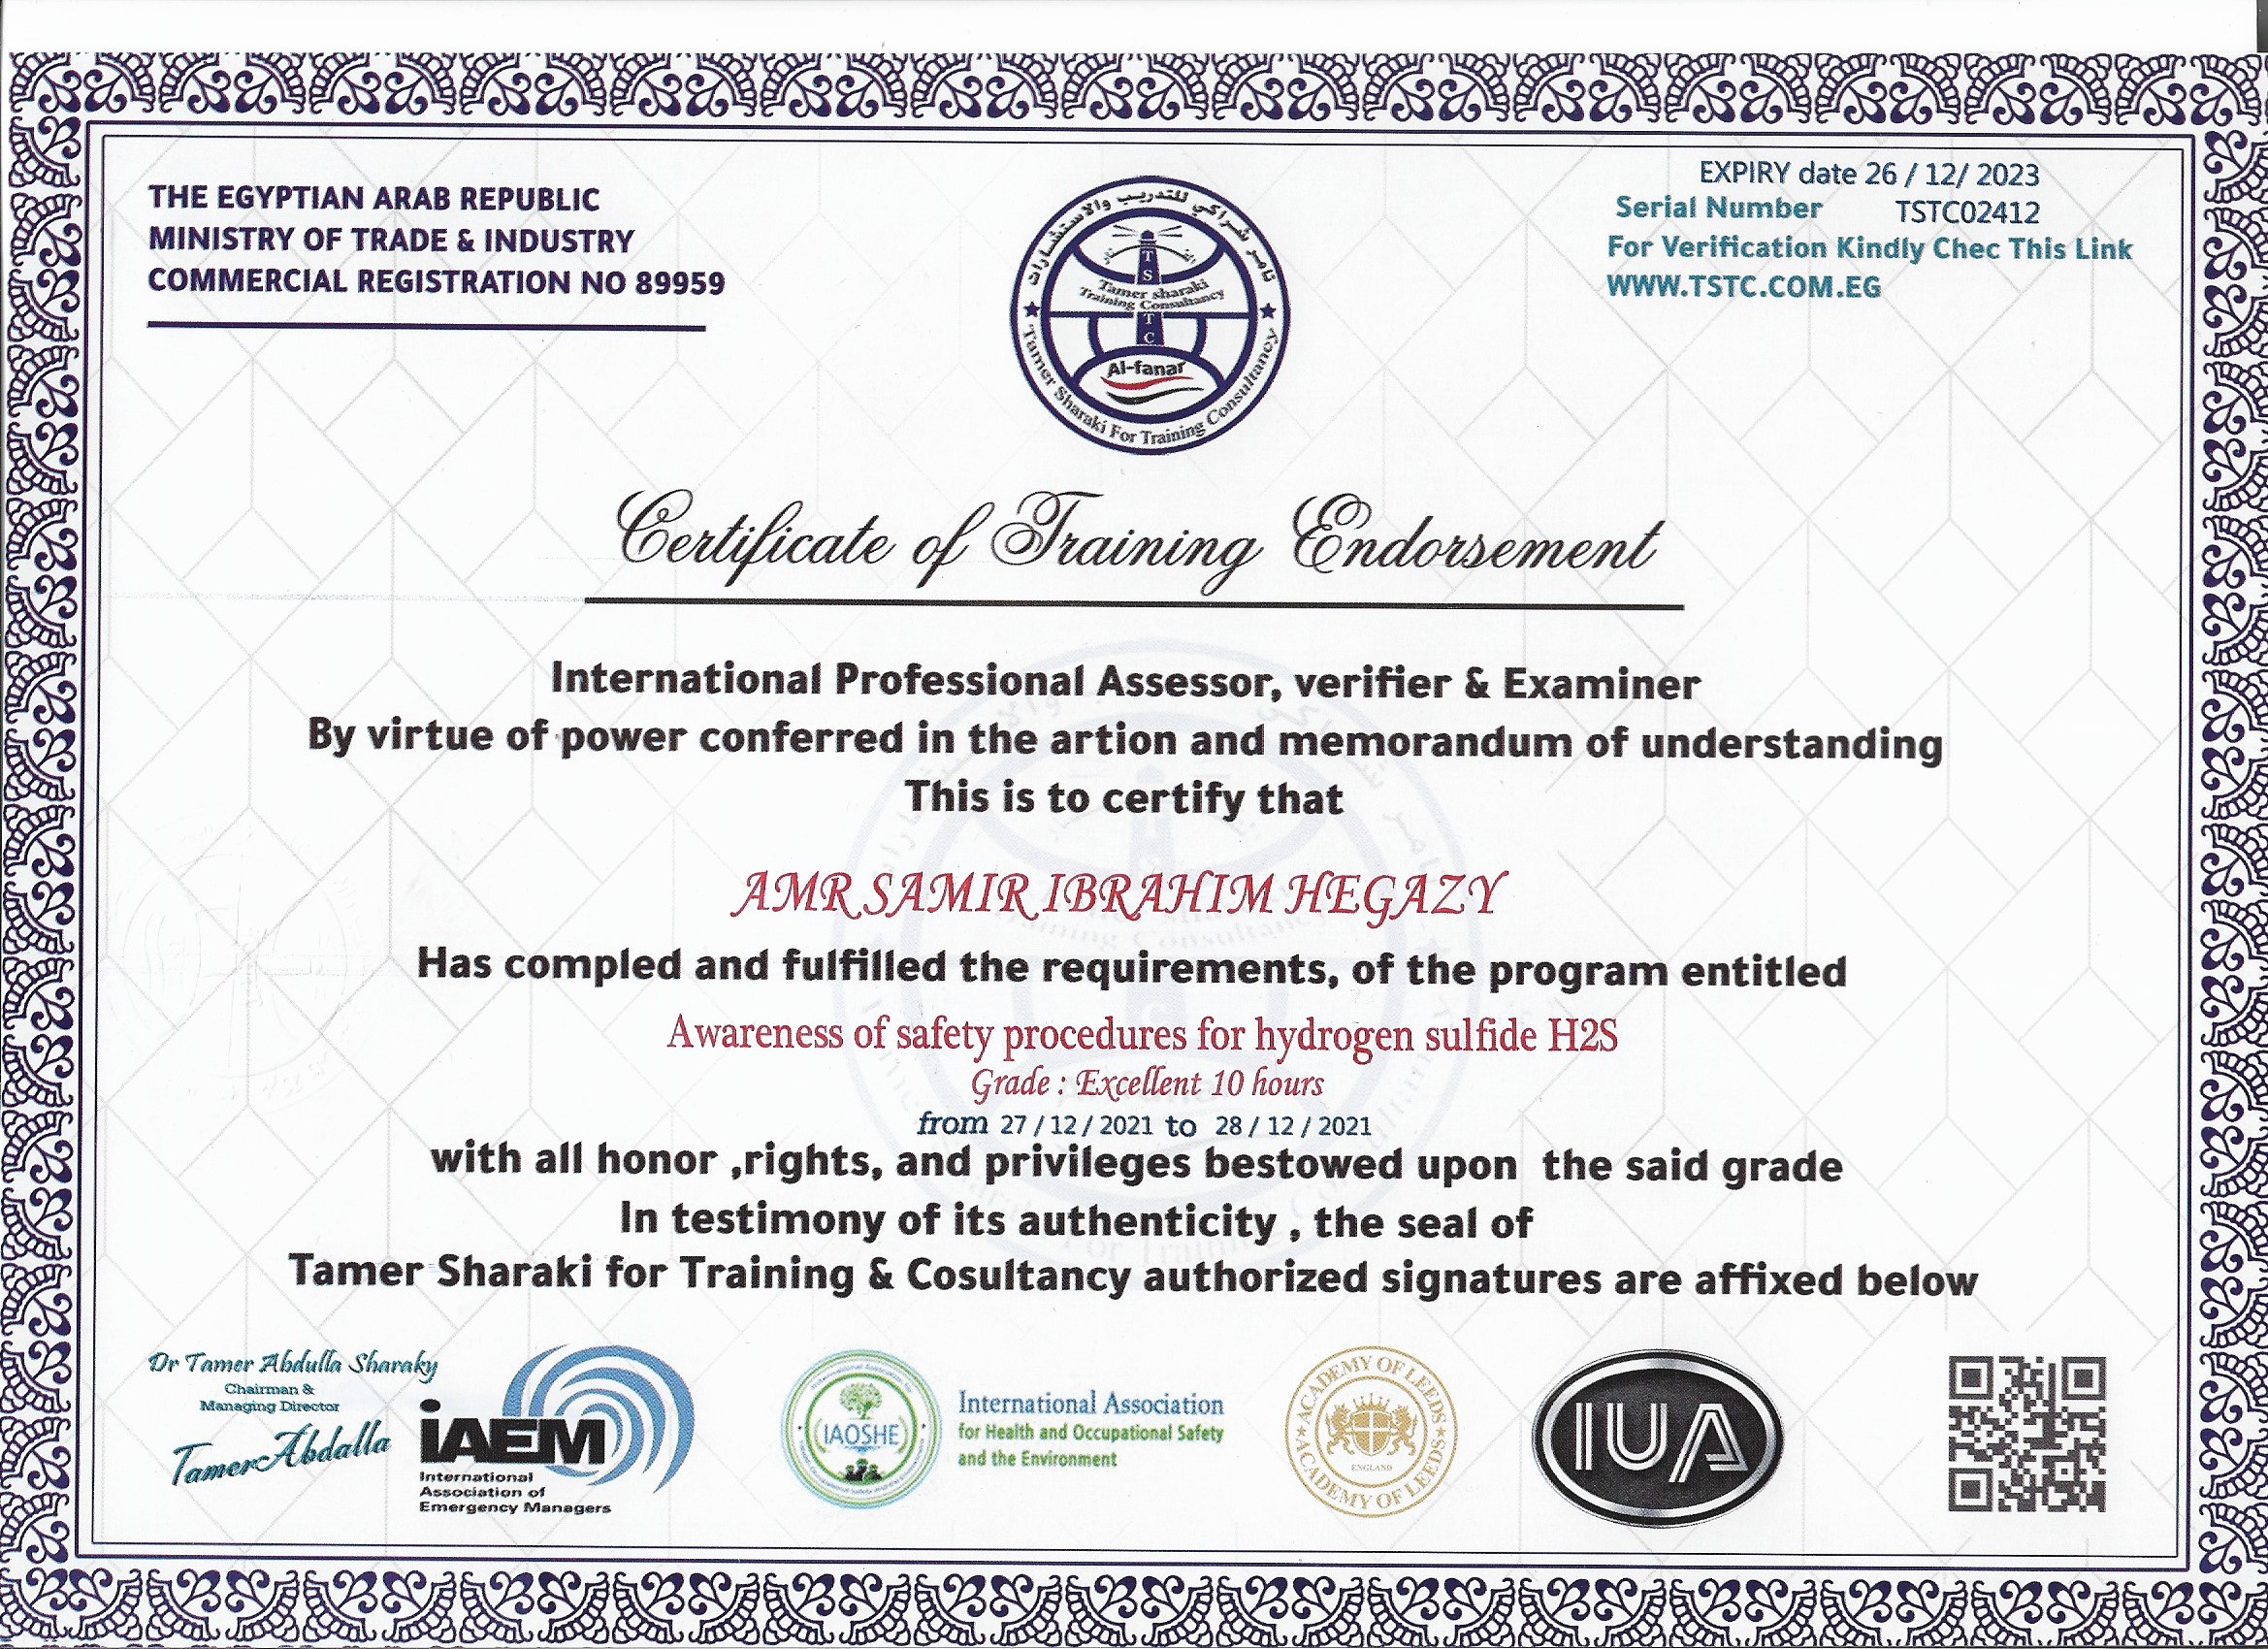 THE EGYPTIAN ARAB REPUBLIC
MINISTRY OF TRADE & INDUSTRY
COMMERCIAL REGISTRATION NO 89959
EXPIRY date 26 / 12/ 2023
Serial Number TSTC02412
For Verification Kindly Chec This Link
WWW.TSTC.COM.EG
تامر شراكي للتدريب والاستشارات
T
S
Tamer sharaki
Training Consultancy
T
C
Al-fanar
Tamer Sharaki For Training Consultancy
Certificate of Training Endorsement
International Professional Assessor, verifier & Examiner
By virtue of power conferred in the artion and memorandum of understanding
This is to certify that
AMR SAMIR IBRAHIM HEGAZY
Has compled and fulfilled the requirements, of the program entitled
Awareness of safety procedures for hydrogen sulfide H2S
Grade : Excellent 10 hours
from 27 / 12 / 2021 to 28 / 12 / 2021
with all honor ,rights, and privileges bestowed upon the said grade
In testimony of its authenticity , the seal of
Tamer Sharaki for Training & Cosultancy authorized signatures are affixed below
Dr Tamer Abdulla Sharaky
Chairman &
Managing Director
Tamer Abdalla
iAEM
International
Association of
Emergency Managers
IAOSHE
International Association
for Health and Occupational Safety
and the Environment
ACADEMY OF LEEDS
ENGLAND
ACADEMY OF LEEDS
IUA